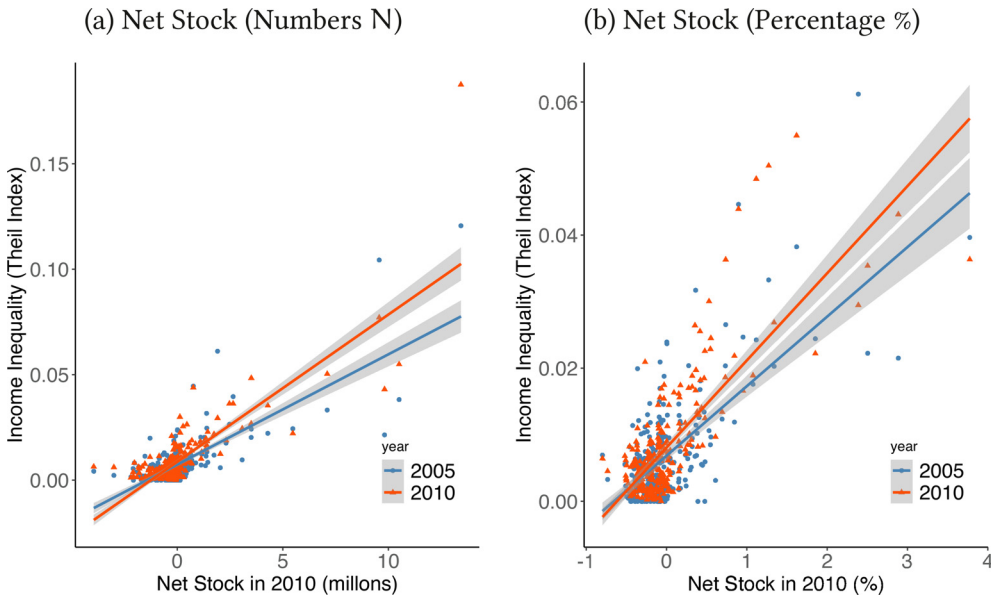 (a) Net Stock (Numbers N)
Income Inequality (Theil Index)
0.15
0.10
0.05
0.00
year
2005
2010
0
5
10
Net Stock in 2010 (millons)
(b) Net Stock (Percentage %)
Income Inequality (Theil Index)
0.06
0.04
0.02
0.00
year
2005
2010
-1
0
1
2
3
4
Net Stock in 2010 (%)